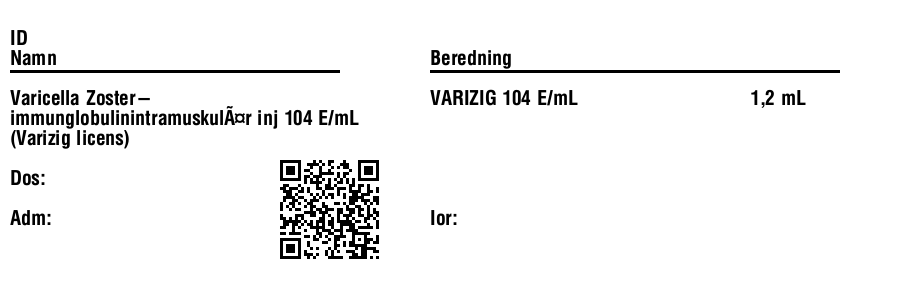 ID
Namn
Beredning
Varicella Zoster–
immunglobulinintramuskulÃ¤r inj 104 E/mL
(Varizig licens)
VARIZIG 104 E/mL 1,2 mL
Dos:
Adm:
Ior: